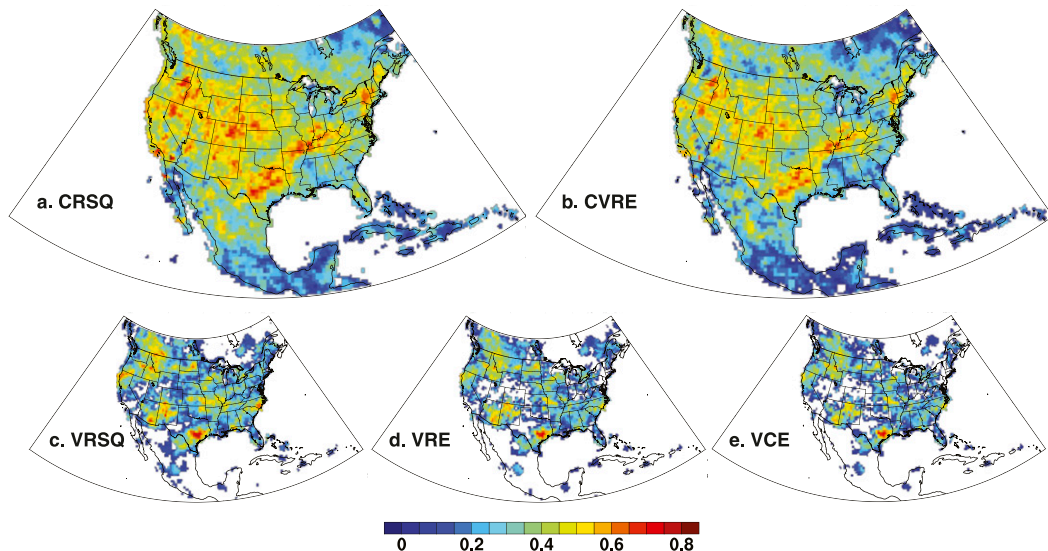 a. CRSQ
b. CVRE
c. VRSQ
d. VRE
e. VCE
0 0.2 0.4 0.6 0.8